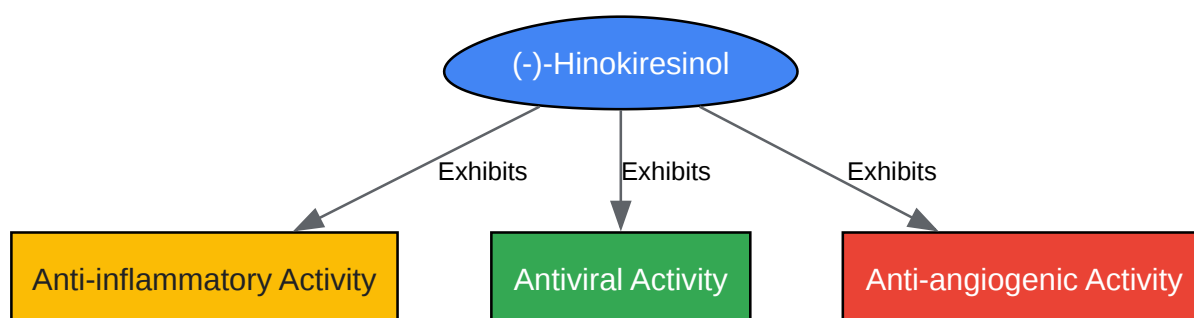 (-)-Hinokiresinol
Exhibits
Exhibits
Exhibits
Anti-inflammatory Activity
Antiviral Activity
Anti-angiogenic Activity